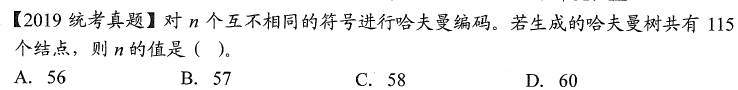 【2019 统考真题】对 n 个互不相同的符号进行哈夫曼编码。若生成的哈夫曼树共有 115
个结点，则 n 的值是（  ）。
A. 56 B. 57 C. 58 D. 60